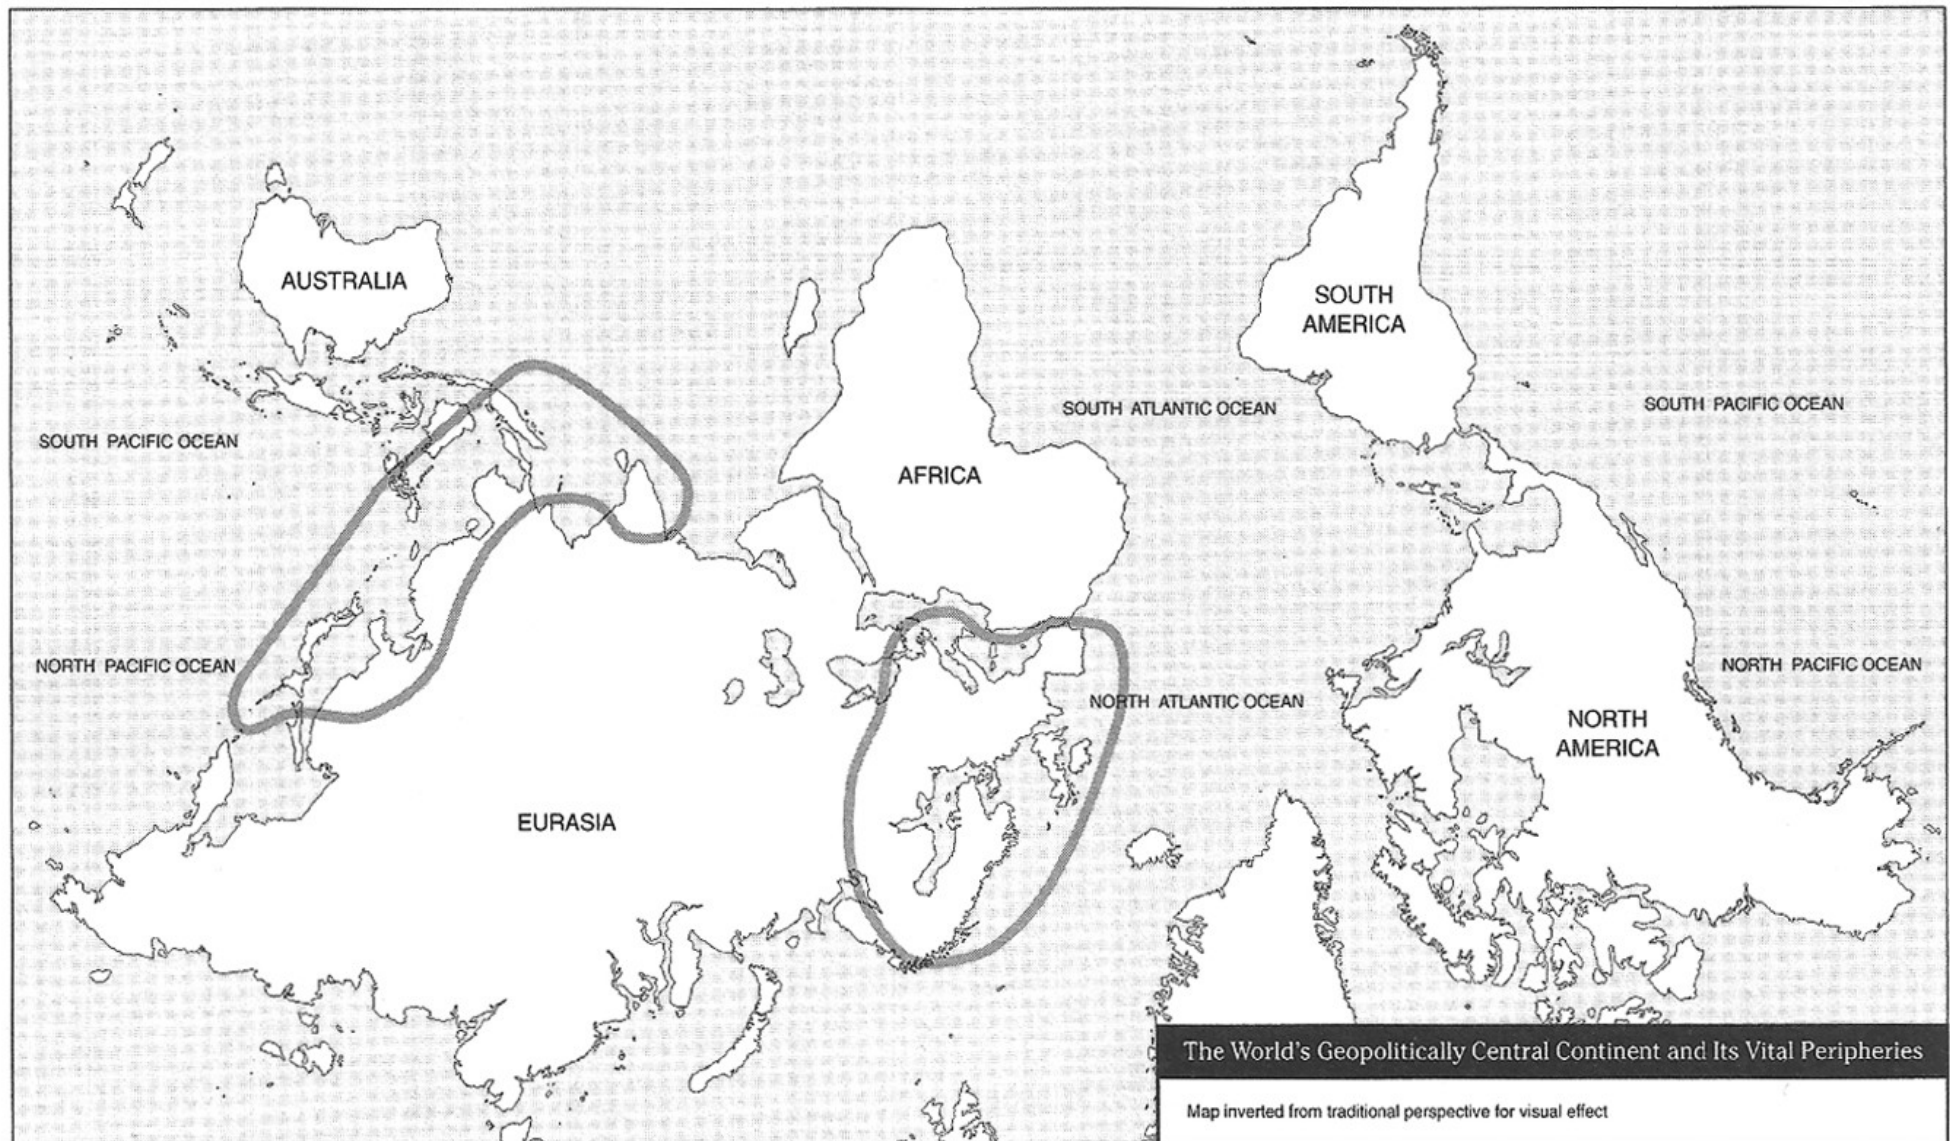 AUSTRALIA
SOUTH
AMERICA
SOUTH ATLANTIC OCEAN
SOUTH PACIFIC OCEAN
SOUTH PACIFIC OCEAN
AFRICA
NORTH PACIFIC OCEAN
NORTH PACIFIC OCEAN
NORTH ATLANTIC OCEAN
NORTH
AMERICA
EURASIA
The World's Geopolitically Central Continent and Its Vital Peripheries
Map inverted from traditional perspective for visual effect